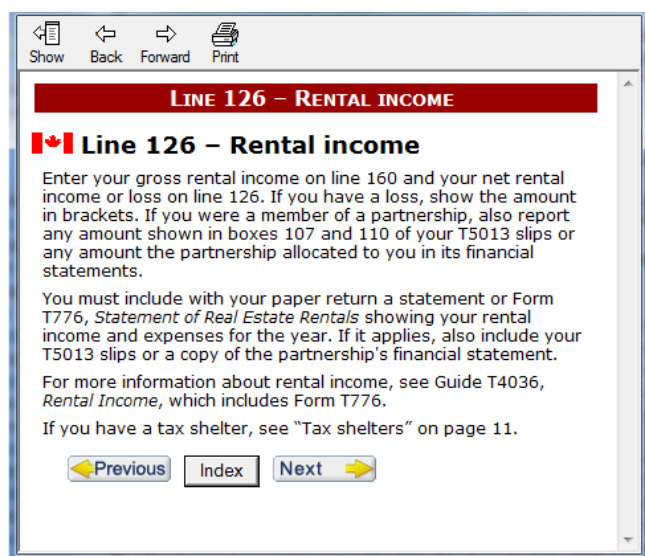 Show Back Forward Print
LINE 126 – RENTAL INCOME
Line 126 – Rental income
Enter your gross rental income on line 160 and your net rental
income or loss on line 126. If you have a loss, show the amount
in brackets. If you were a member of a partnership, also report
any amount shown in boxes 107 and 110 of your T5013 slips or
any amount the partnership allocated to you in its financial
statements.
You must include with your paper return a statement or Form
T776, Statement of Real Estate Rentals showing your rental
income and expenses for the year. If it applies, also include your
T5013 slips or a copy of the partnership's financial statement.
For more information about rental income, see Guide T4036,
Rental Income, which includes Form T776.
If you have a tax shelter, see “Tax shelters” on page 11.
Previous Index Next